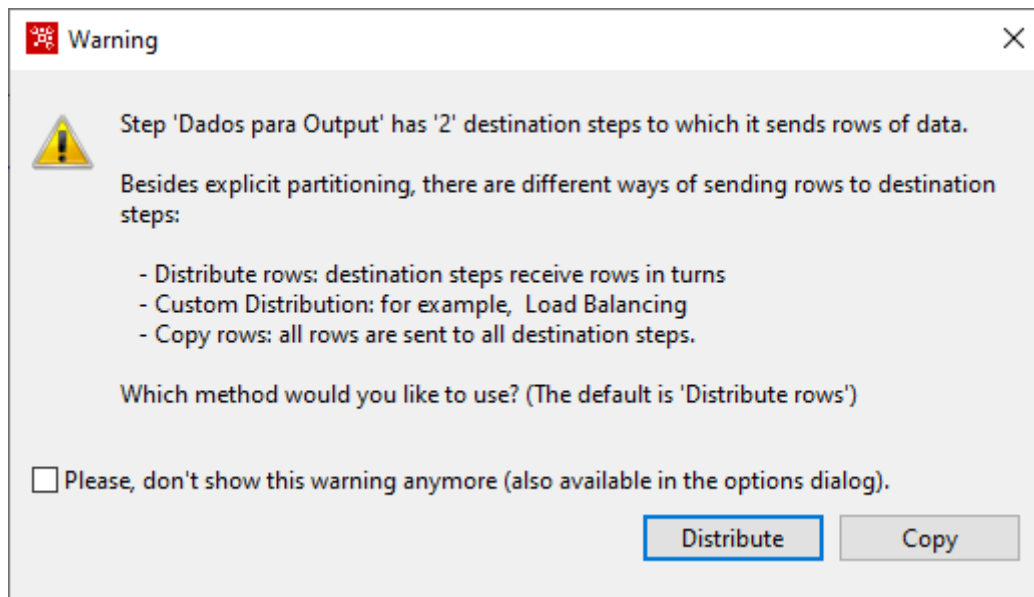 Warning
Step 'Dados para Output' has '2' destination steps to which it sends rows of data.
Besides explicit partitioning, there are different ways of sending rows to destination
steps:
- Distribute rows: destination steps receive rows in turns
- Custom Distribution: for example,  Load Balancing
- Copy rows: all rows are sent to all destination steps.
Which method would you like to use? (The default is 'Distribute rows')
Please, don't show this warning anymore (also available in the options dialog).
Distribute
Copy